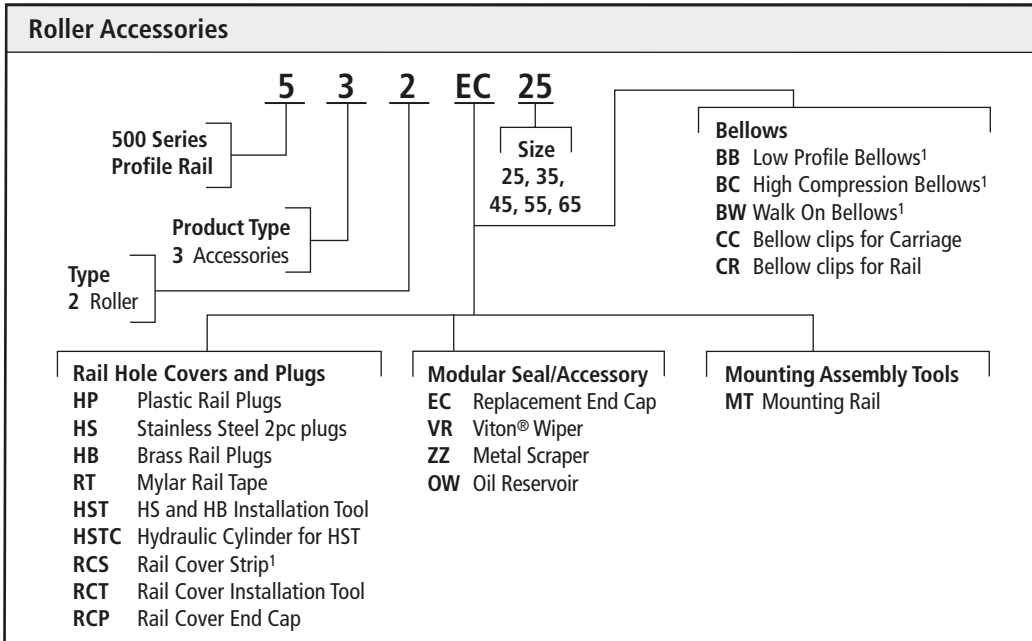 Roller Accessories
5 3 2 EC 25
500 Series
Profile Rail
Product Type
3 Accessories
Type
2 Roller
Size
25, 35,
45, 55, 65
Bellows
BB Low Profile Bellows¹
BC High Compression Bellows¹
BW Walk On Bellows¹
CC Bellow clips for Carriage
CR Bellow clips for Rail
Rail Hole Covers and Plugs
HP Plastic Rail Plugs
HS Stainless Steel 2pc plugs
HB Brass Rail Plugs
RT Mylar Rail Tape
HST HS and HB Installation Tool
HSTC Hydraulic Cylinder for HST
RCS Rail Cover Strip¹
RCT Rail Cover Installation Tool
RCP Rail Cover End Cap
Modular Seal/Accessory
EC Replacement End Cap
VR Viton® Wiper
ZZ Metal Scraper
OW Oil Reservoir
Mounting Assembly Tools
MT Mounting Rail